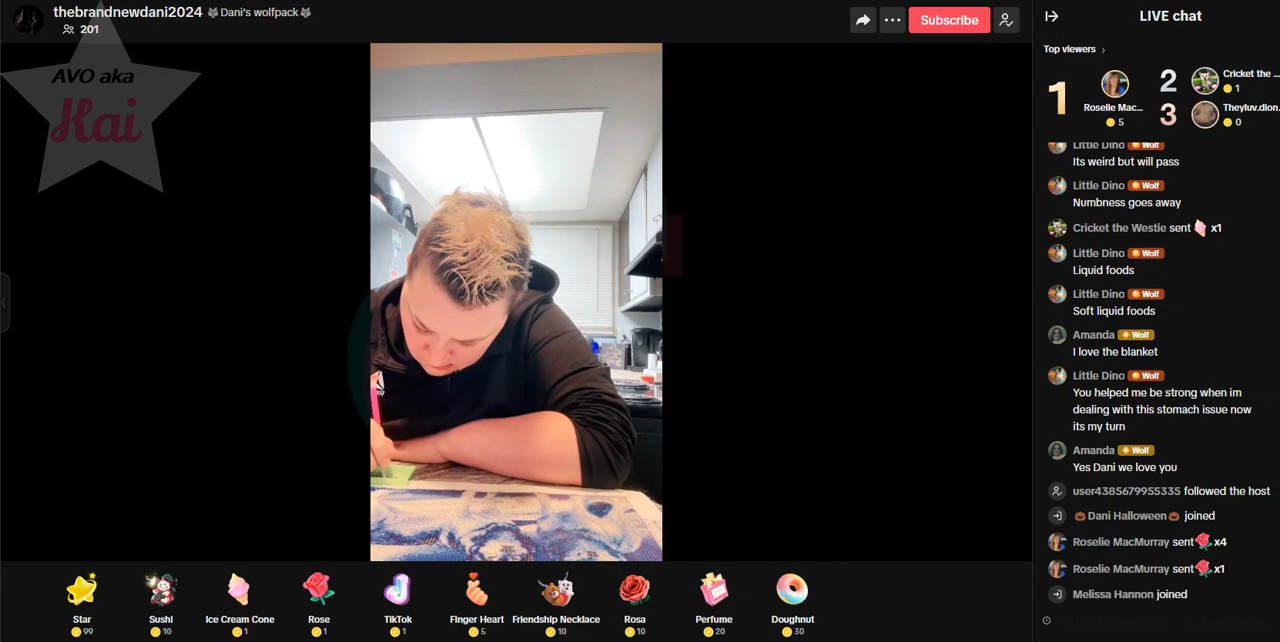 thebrandnewdani2024 🐺Dani's wolfpack🐺
201
Subscribe
AVO aka
Kai
LIVE chat
Top viewers
1
Roselie Mac...
5
2
Cricket the ...
1
3
Theyluv.dion.
0
Little Dino Wolf
Its weird but will pass
Little Dino Wolf
Numbness goes away
Cricket the Westie sent x1
Little Dino Wolf
Liquid foods
Little Dino Wolf
Soft liquid foods
Amanda Wolf
I love the blanket
Little Dino Wolf
You helped me be strong when im
dealing with this stomach issue now
its my turn
Amanda Wolf
Yes Dani we love you
user4385679955335 followed the host
🎃Dani Halloween🎃 joined
Roselie MacMurray sent x4
Roselie MacMurray sent x1
Melissa Hannon joined
Star Sushi Ice Cream Cone Rose TikTok Finger Heart Friendship Necklace Rosa Perfume Doughnut
99 10 1 1 1 5 10 10 20 30